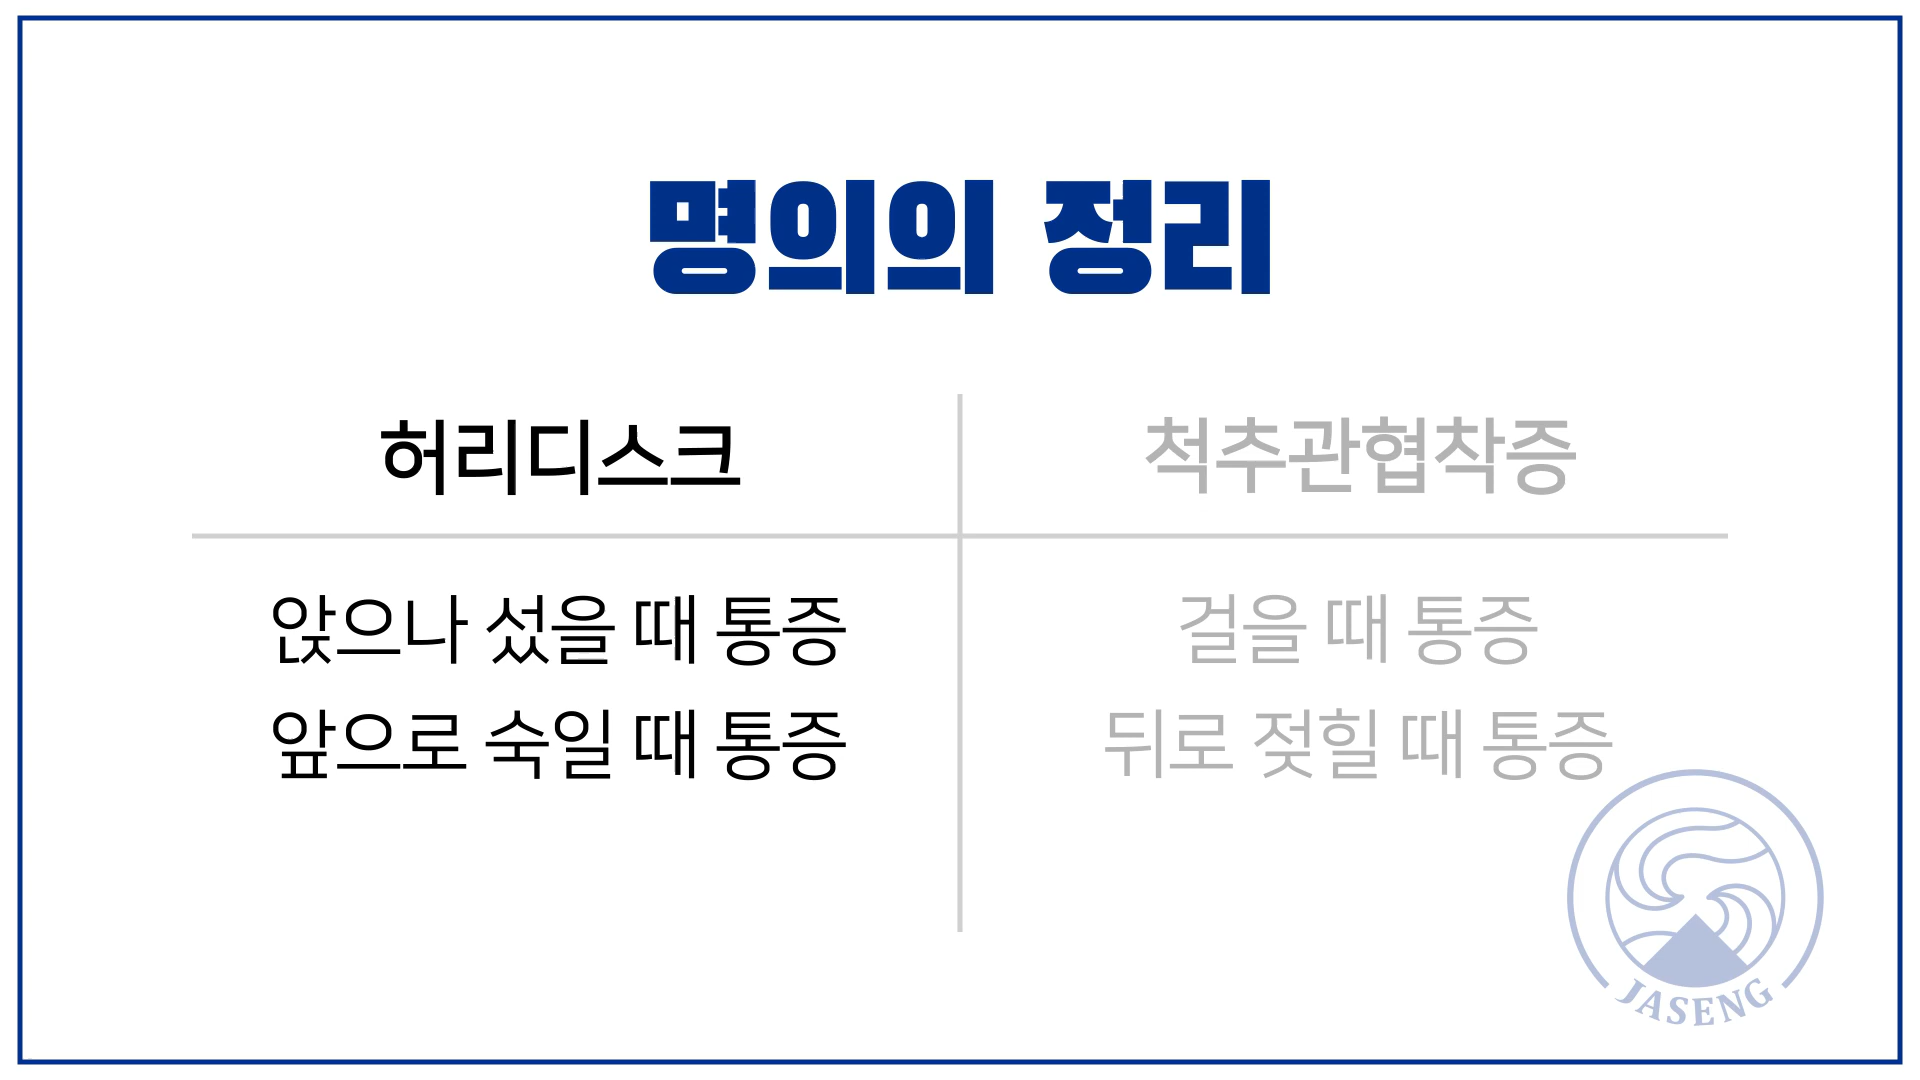 명의의 정리
허리디스크
척추관협착증
앉으나 섰을 때 통증
앞으로 숙일 때 통증
걸을 때 통증
뒤로 젖힐 때 통증
JASENG